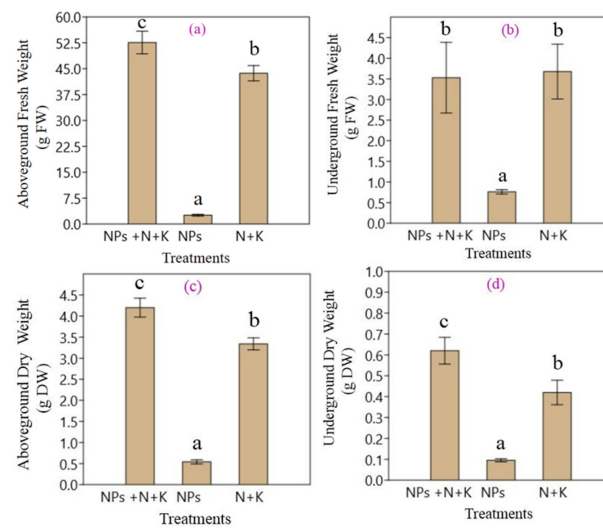 Aboveground Fresh Weight
(g FW)
60.0
52.5
45.0
37.5
30.0
22.5
15.0
7.5
0.0
(a)
c
a
b
NPs +N+K NPs N+K
Treatments
Underground Fresh Weight
(g FW)
4.5
4.0
3.5
3.0
2.5
2.0
1.5
1.0
0.5
0.0
(b)
b
a
b
NPs +N+K NPs N+K
Treatments
Aboveground Dry Weight
(g DW)
4.5
4.0
3.5
3.0
2.5
2.0
1.5
1.0
0.5
0.0
(c)
c
a
b
NPs +N+K NPs N+K
Treatments
Underground Dry Weight
(g DW)
1.0
0.9
0.8
0.7
0.6
0.5
0.4
0.3
0.2
0.1
0.0
(d)
c
a
b
NPs +N+K NPs N+K
Treatments